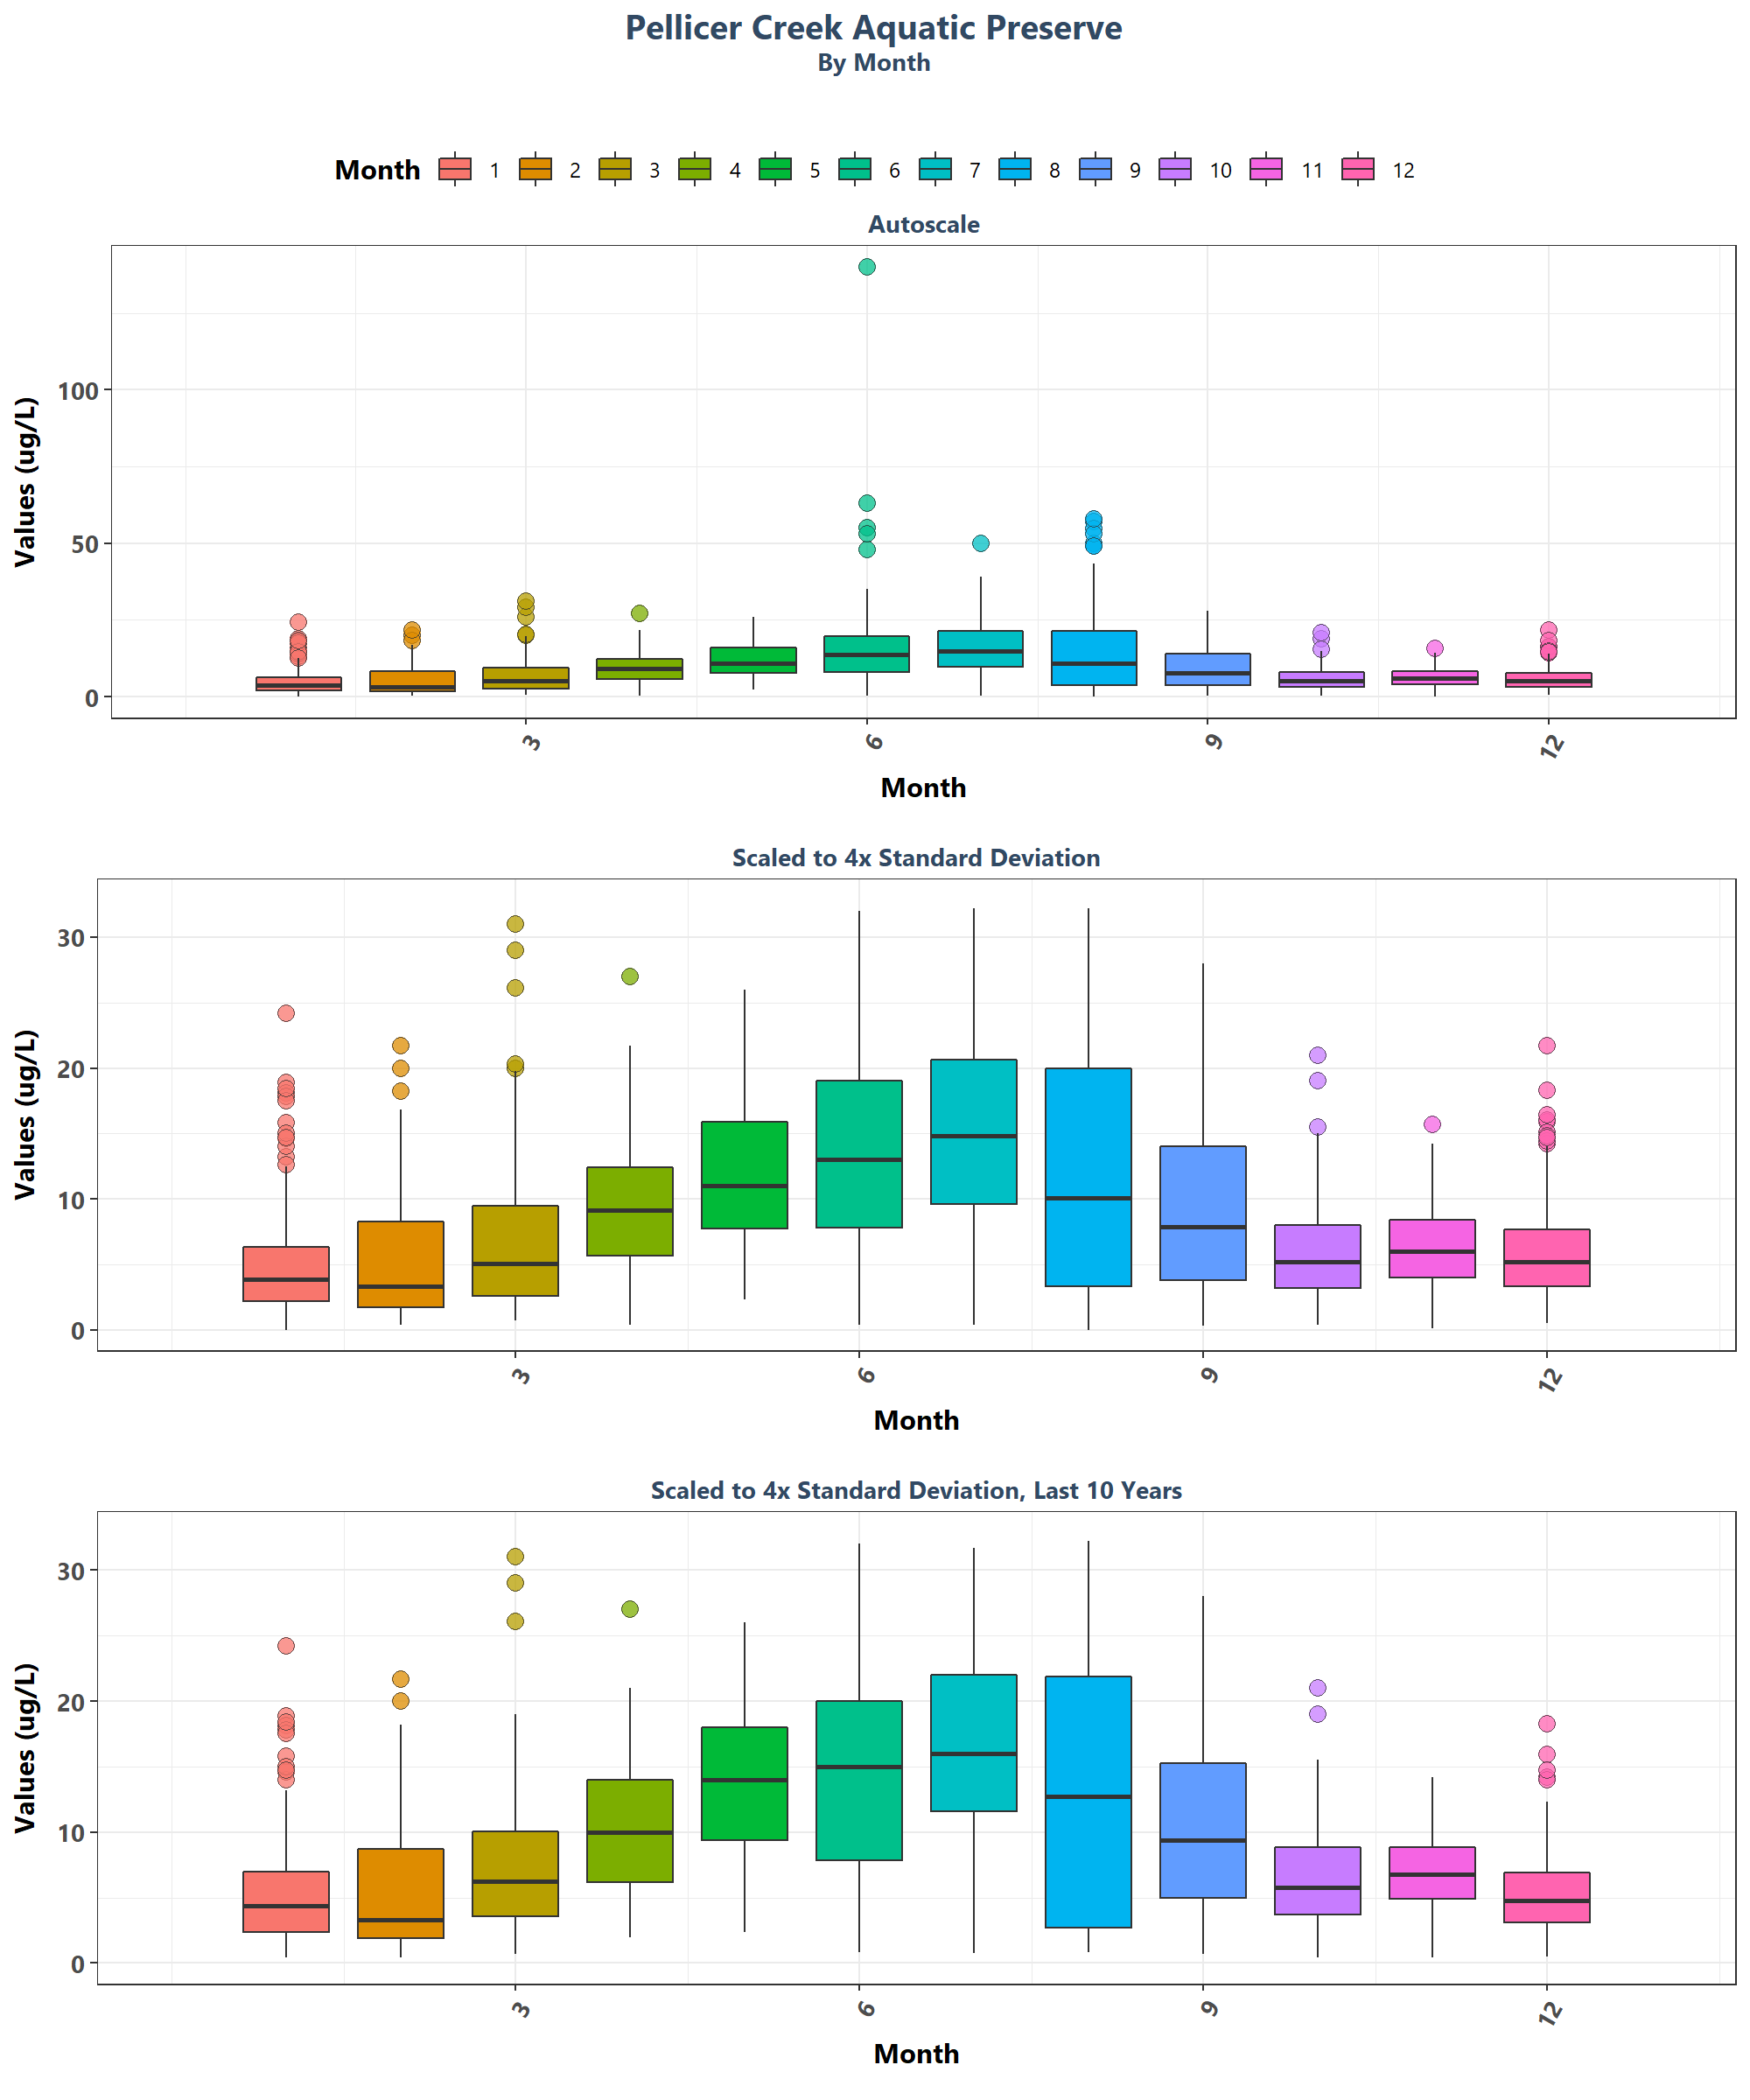 Pellicer Creek Aquatic Preserve
By Month
Month 1 2 3 4 5 6 7 8 9 10 11 12
Autoscale
Values (ug/L)
100
50
0
3 6 9 12
Month
Scaled to 4x Standard Deviation
Values (ug/L)
30
20
10
0
3 6 9 12
Month
Scaled to 4x Standard Deviation, Last 10 Years
Values (ug/L)
30
20
10
0
3 6 9 12
Month